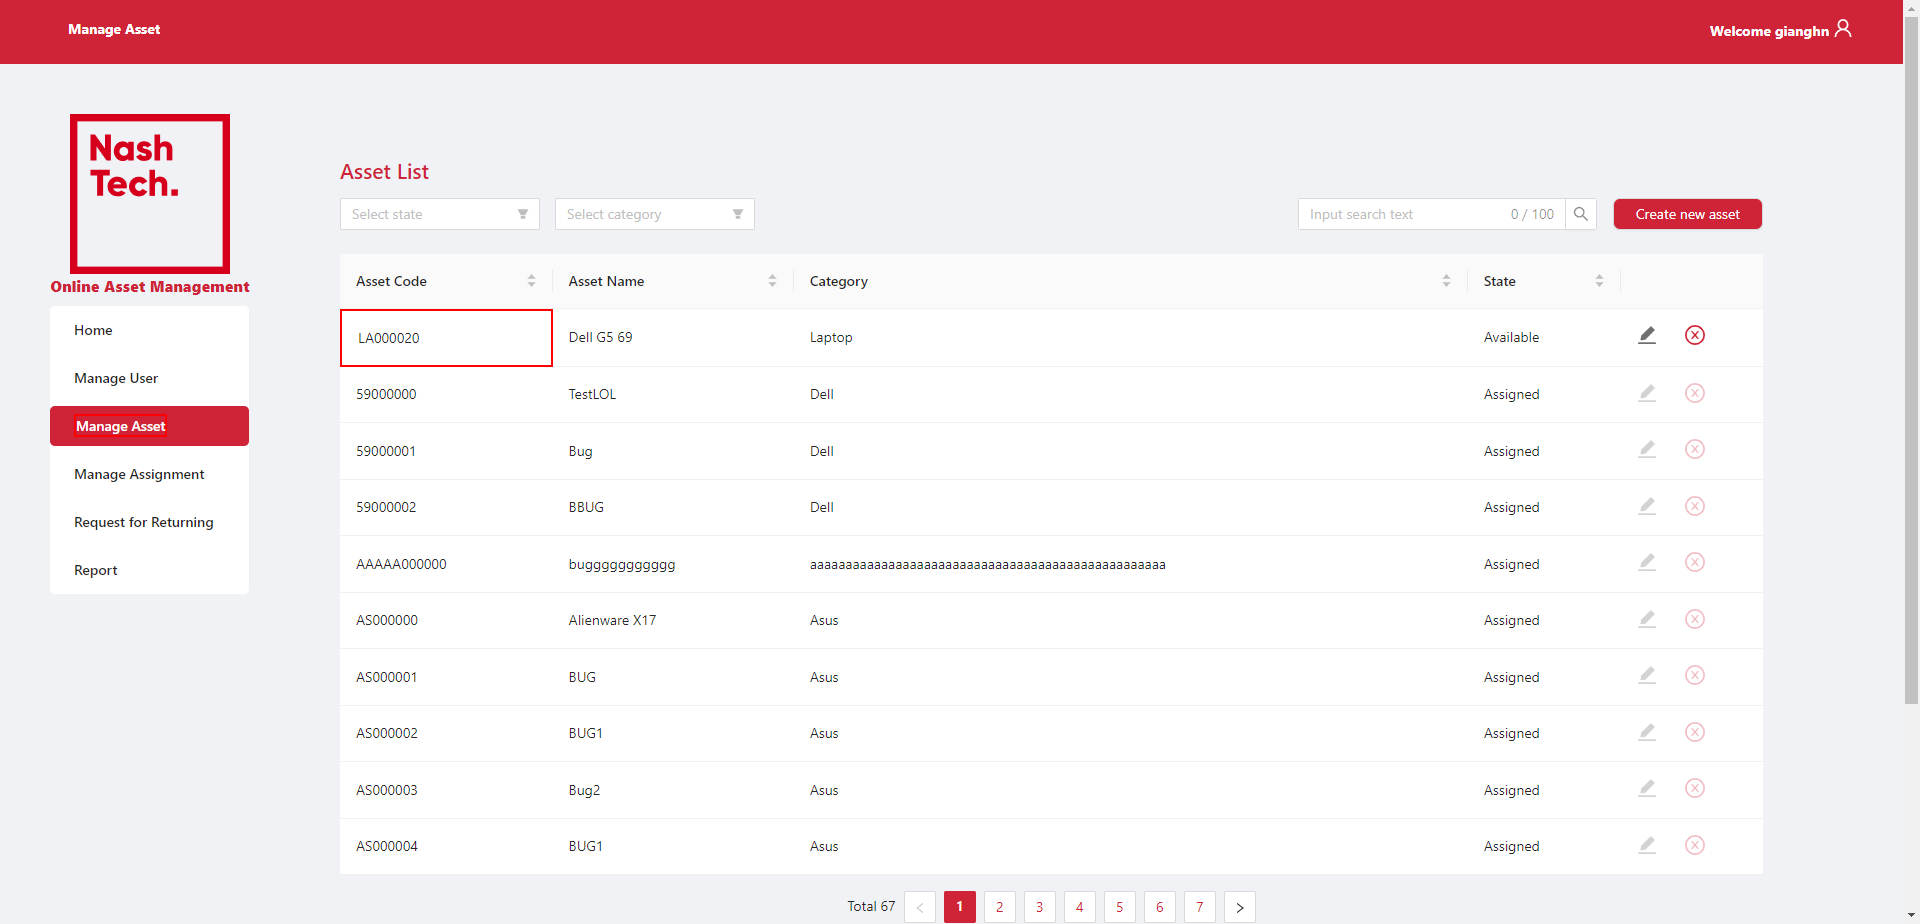 Manage Asset
Welcome gianghn
Nash
Tech.
Online Asset Management
Home
Manage User
Manage Asset
Manage Assignment
Request for Returning
Report
Asset List
Select state
Select category
Input search text 0 / 100
Create new asset
Asset Code Asset Name Category State
LA000020 Dell G5 69 Laptop Available
59000000 TestLOL Dell Assigned
59000001 Bug Dell Assigned
59000002 BBUG Dell Assigned
AAAAA000000 bugggggggggggg aaaaaaaaaaaaaaaaaaaaaaaaaaaaaaaaaaaaaaaaaaaaaaaaaa Assigned
AS000000 Alienware X17 Asus Assigned
AS000001 BUG Asus Assigned
AS000002 BUG1 Asus Assigned
AS000003 Bug2 Asus Assigned
AS000004 BUG1 Asus Assigned
Total 67 < 1 2 3 4 5 6 7 >